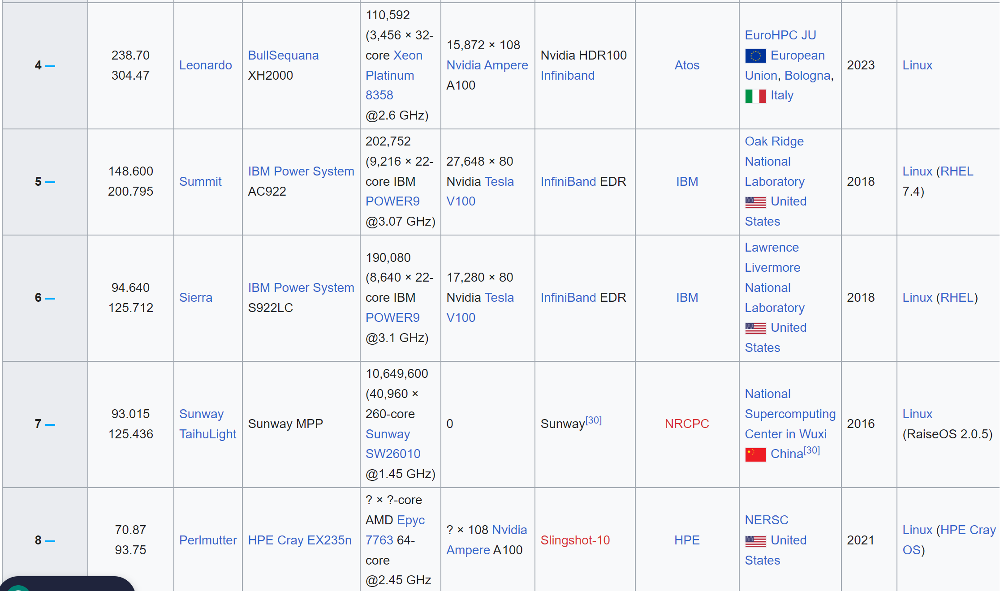 4
238.70
304.47
Leonardo
BullSequana
XH2000
110,592
(3,456 × 32-
core Xeon
Platinum
8358
@2.6 GHz)
15,872 × 108
Nvidia Ampere
A100
Nvidia HDR100
Infiniband
Atos
EuroHPC JU
European
Union, Bologna,
Italy
2023
Linux
5
148.600
200.795
Summit
IBM Power System
AC922
202,752
(9,216 × 22-
core IBM
POWER9
@3.07 GHz)
27,648 × 80
Nvidia Tesla
V100
InfiniBand EDR
IBM
Oak Ridge
National
Laboratory
United
States
2018
Linux (RHEL
7.4)
6
94.640
125.712
Sierra
IBM Power System
S922LC
190,080
(8,640 × 22-
core IBM
POWER9
@3.1 GHz)
17,280 × 80
Nvidia Tesla
V100
InfiniBand EDR
IBM
Lawrence
Livermore
National
Laboratory
United
States
2018
Linux (RHEL)
7
93.015
125.436
Sunway
TaihuLight
Sunway MPP
10,649,600
(40,960 ×
260-core
Sunway
SW26010
@1.45 GHz)
0
Sunway[30]
NRCPC
National
Supercomputing
Center in Wuxi
China[30]
2016
Linux
(RaiseOS 2.0.5)
8
70.87
93.75
Perlmutter
HPE Cray EX235n
? × ?-core
AMD Epyc
7763 64-
core
@2.45 GHz
? × 108 Nvidia
Ampere A100
Slingshot-10
HPE
NERSC
United
States
2021
Linux (HPE Cray
OS)